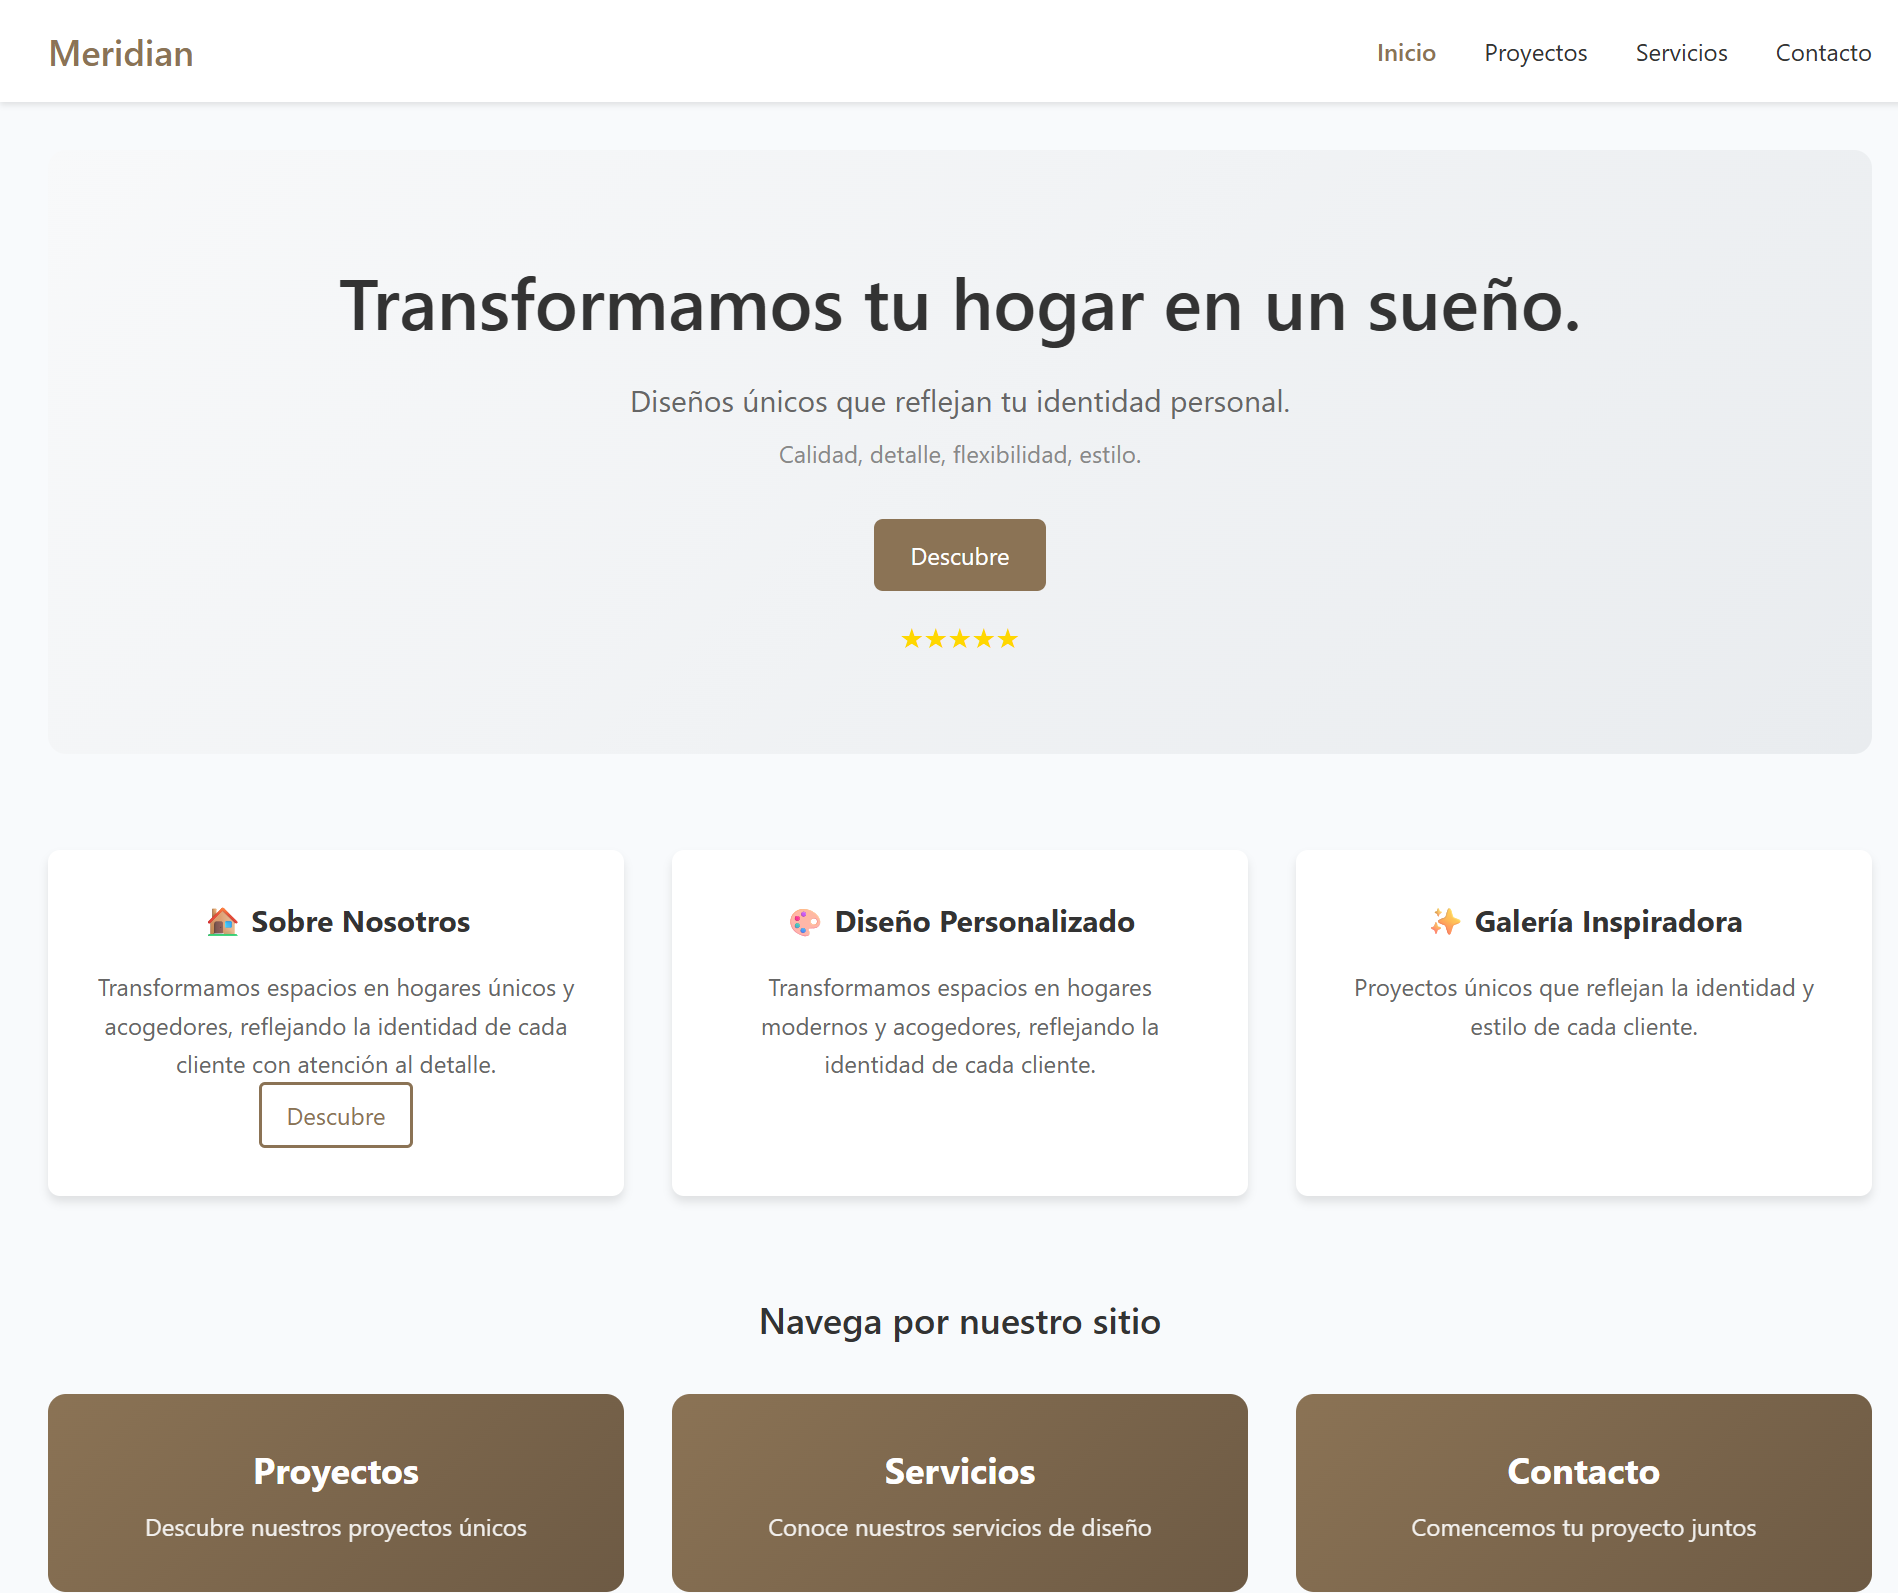 Meridian
Inicio Proyectos Servicios Contacto
Transformamos tu hogar en un sueño.
Diseños únicos que reflejan tu identidad personal.
Calidad, detalle, flexibilidad, estilo.
Descubre
★★★★★
🏠 Sobre Nosotros
Transformamos espacios en hogares únicos y
acogedores, reflejando la identidad de cada
cliente con atención al detalle.
Descubre
🎨 Diseño Personalizado
Transformamos espacios en hogares
modernos y acogedores, reflejando la
identidad de cada cliente.
✨ Galería Inspiradora
Proyectos únicos que reflejan la identidad y
estilo de cada cliente.
Navega por nuestro sitio
Proyectos
Descubre nuestros proyectos únicos
Servicios
Conoce nuestros servicios de diseño
Contacto
Comencemos tu proyecto juntos